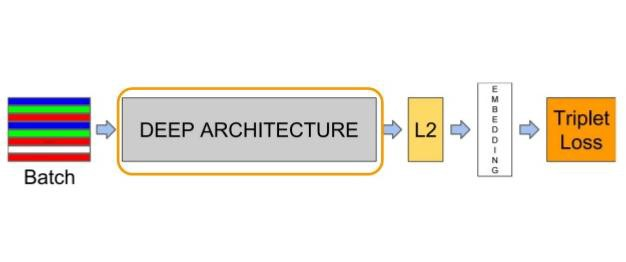 Batch
DEEP ARCHITECTURE
L2
EMBEDDING
Triplet
Loss